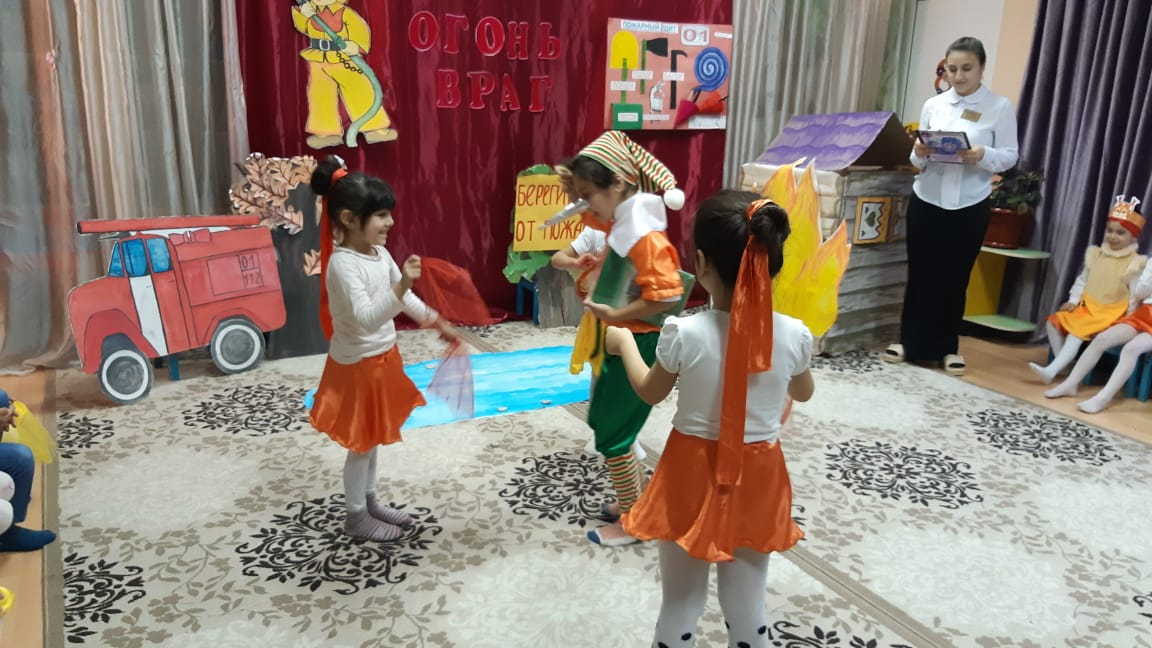 ОГОНЬ
ВРАГ
ПОЖАРНЫЙ ЩИТ
01
БЕРЕГИ
ОТ ПОЖА
01
112